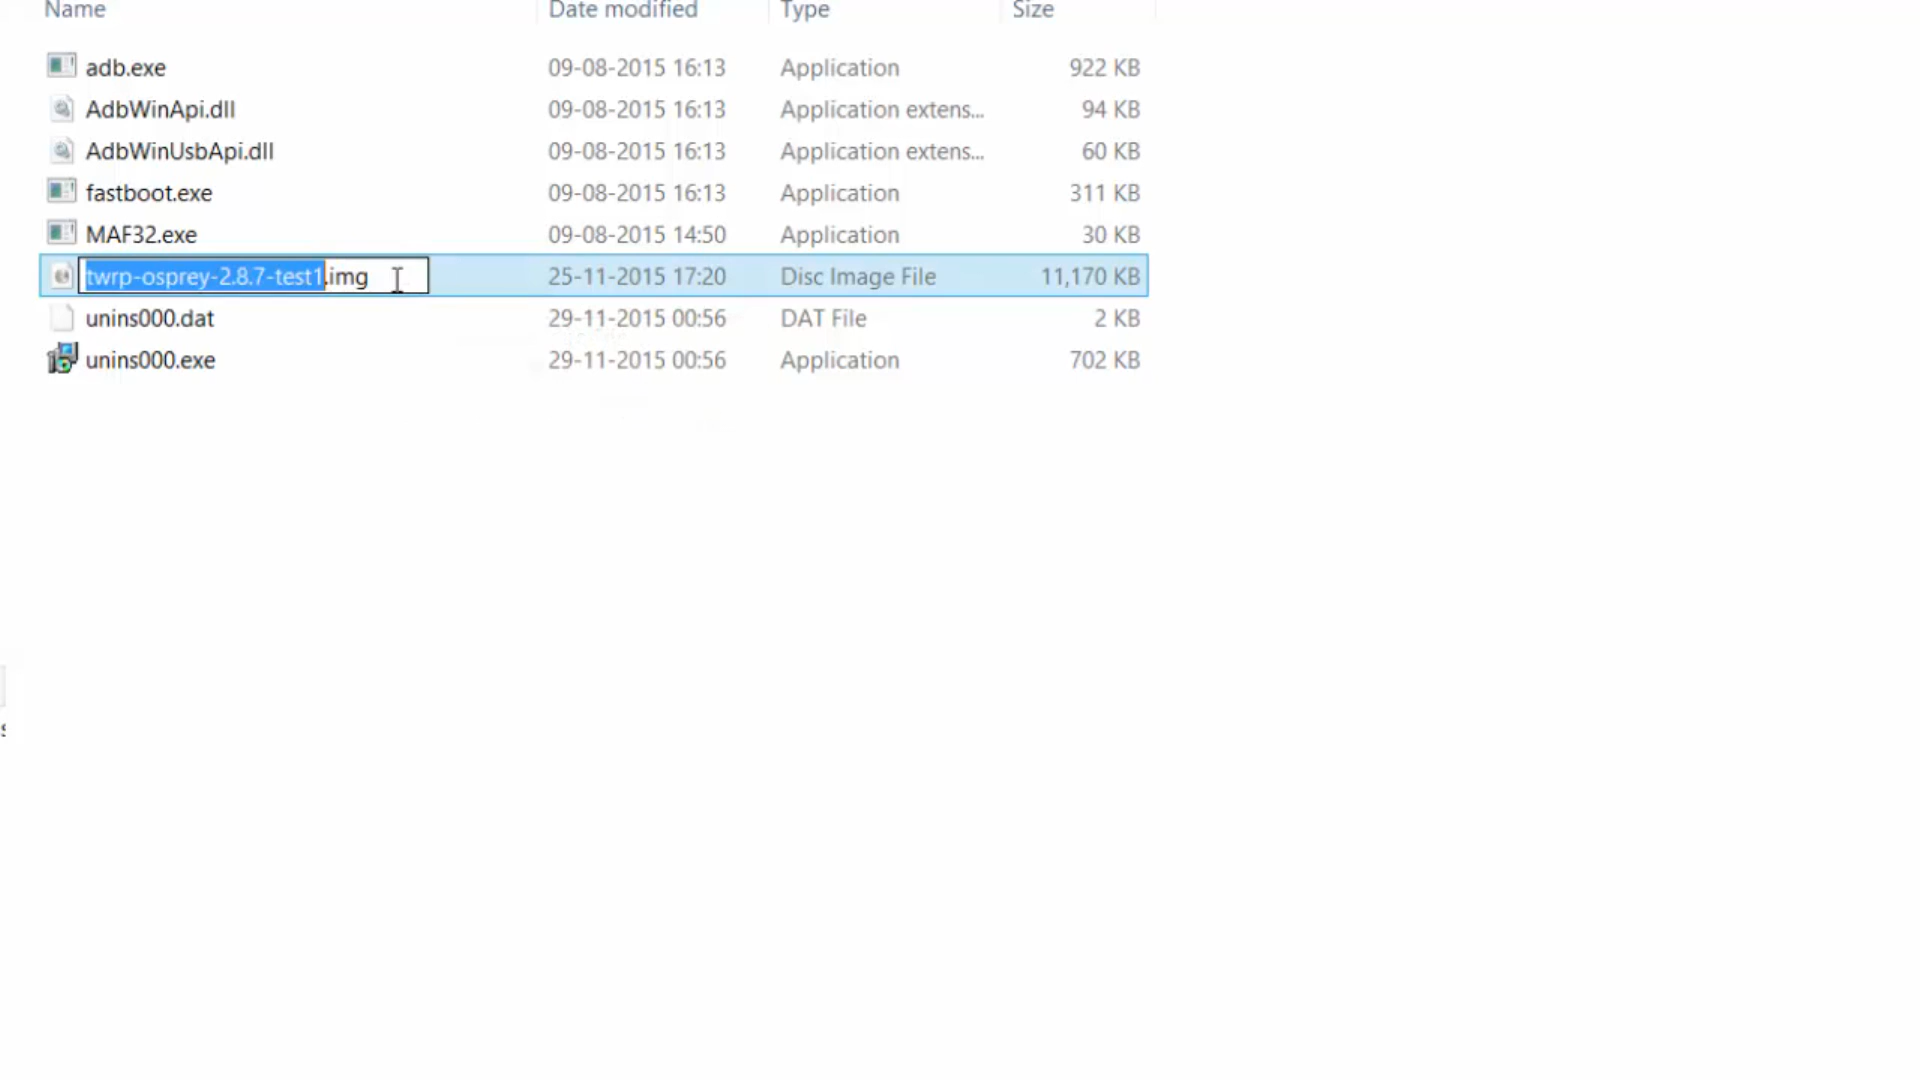 Name Date modified Type Size
adb.exe 09-08-2015 16:13 Application 922 KB
AdbWinApi.dll 09-08-2015 16:13 Application extens... 94 KB
AdbWinUsbApi.dll 09-08-2015 16:13 Application extens... 60 KB
fastboot.exe 09-08-2015 16:13 Application 311 KB
MAF32.exe 09-08-2015 14:50 Application 30 KB
twrp-osprey-2.8.7-test1.img 25-11-2015 17:20 Disc Image File 11,170 KB
unins000.dat 29-11-2015 00:56 DAT File 2 KB
unins000.exe 29-11-2015 00:56 Application 702 KB